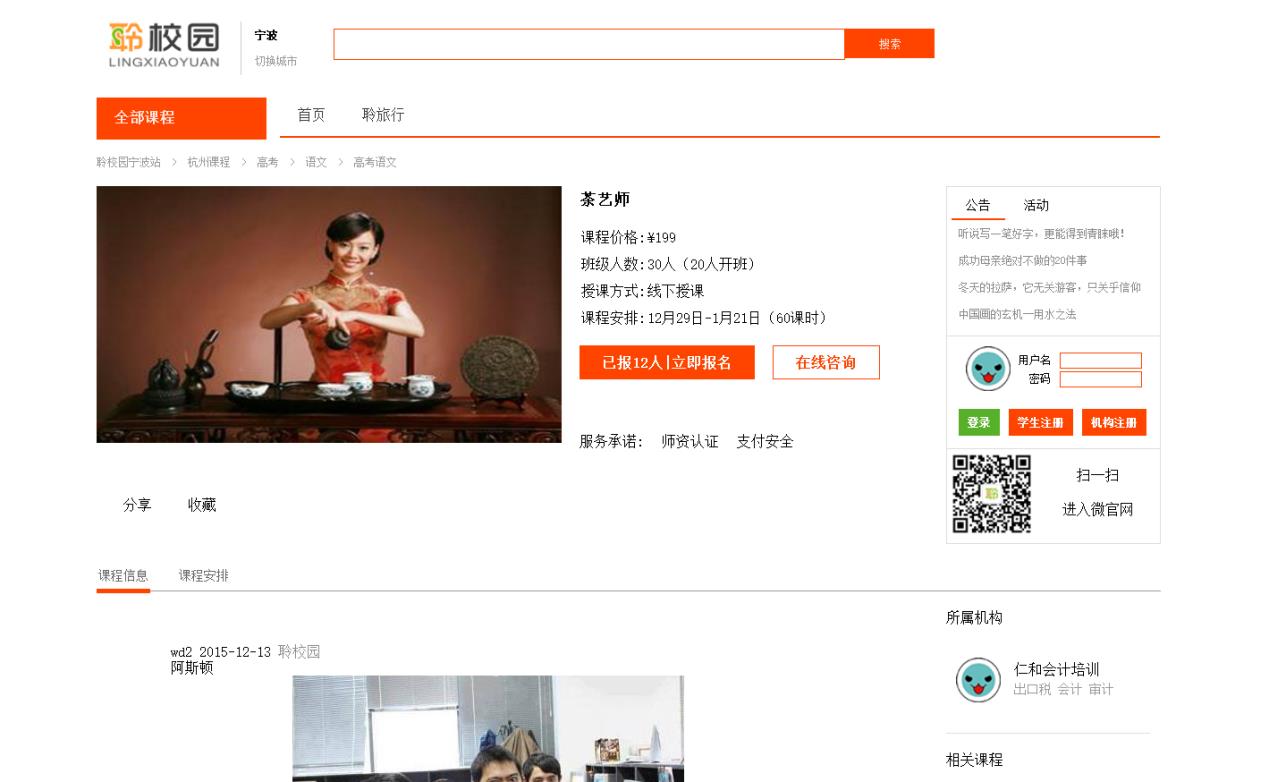 聆校园
LINGXIAOYUAN
宁波
切换城市
搜索
全部课程
首页
聆旅行
聆校园宁波站 > 杭州课程 > 高考 > 语文 > 高考语文
茶艺师
课程价格:¥199
班级人数:30人（20人开班）
授课方式:线下授课
课程安排:12月29日-1月21日（60课时）
已报12人|立即报名
在线咨询
服务承诺: 师资认证 支付安全
分享
收藏
公告
活动
听说写一笔好字，更能得到青睐哦！
成功母亲绝对不做的20件事
冬天的拉萨，它无关游客，只关乎信仰
中国画的玄机—用水之法
用户名
密码
登录
学生注册
机构注册
聆
扫一扫
进入微官网
课程信息
课程安排
wd2 2015-12-13 聆校园
阿斯顿
所属机构
仁和会计培训
出口税 会计 审计
相关课程